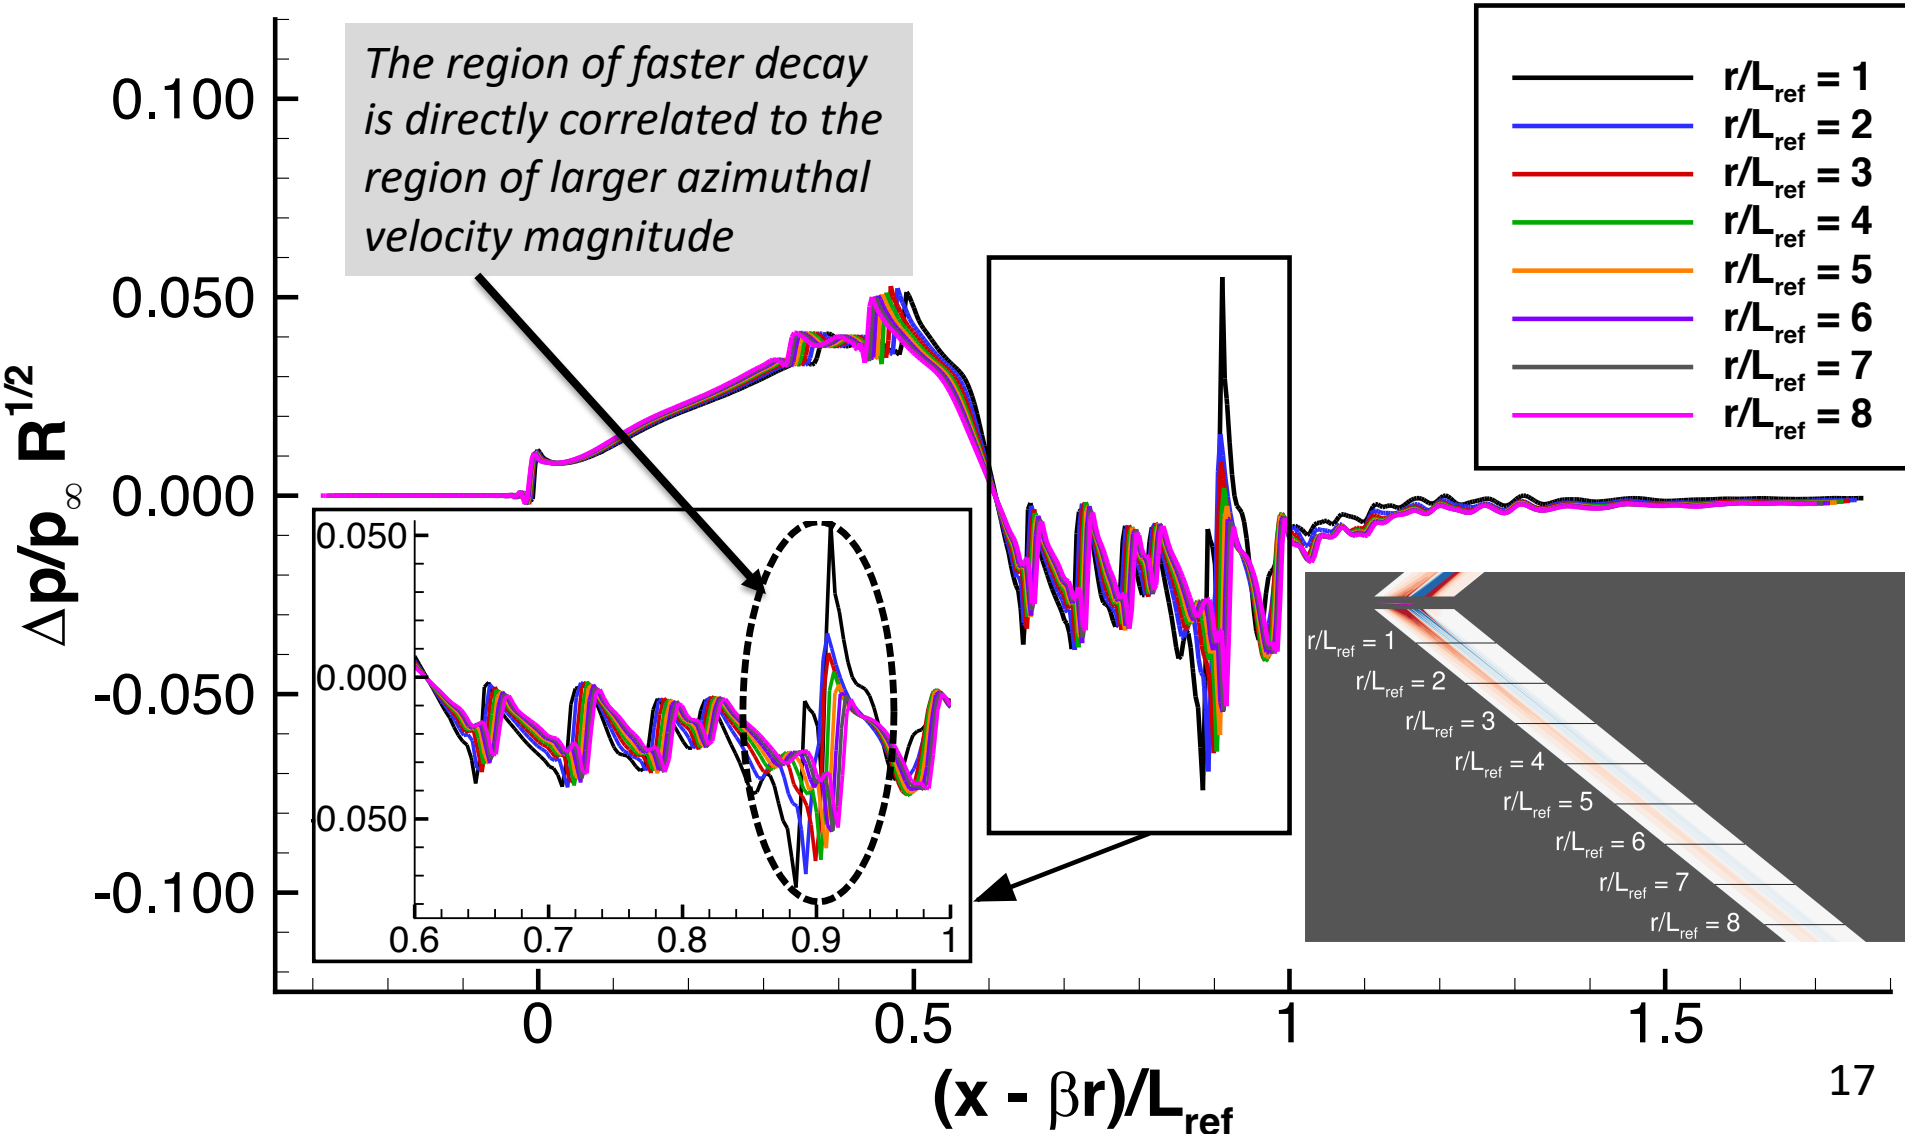 The region of faster decay
is directly correlated to the
region of larger azimuthal
velocity magnitude
r/Lref = 1
r/Lref = 2
r/Lref = 3
r/Lref = 4
r/Lref = 5
r/Lref = 6
r/Lref = 7
r/Lref = 8
0.100
0.050
0.000
-0.050
-0.100
Δp/p∞ R1/2
0.050
0.000
0.050
0.6 0.7 0.8 0.9 1
r/Lref = 1
r/Lref = 2
r/Lref = 3
r/Lref = 4
r/Lref = 5
r/Lref = 6
r/Lref = 7
r/Lref = 8
0 0.5 1 1.5
(x - βr)/Lref
17